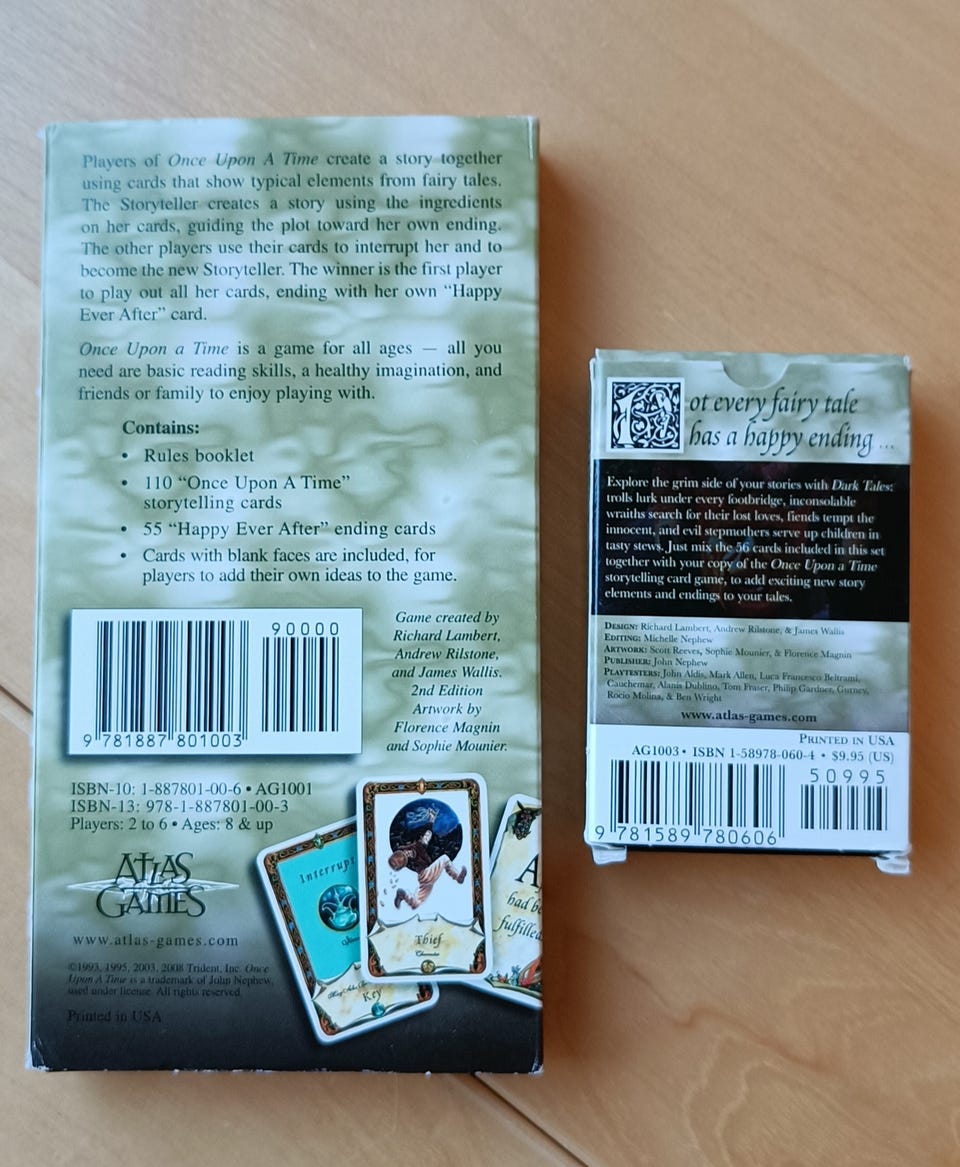 Players of Once Upon A Time create a story together
using cards that show typical elements from fairy tales.
The Storyteller creates a story using the ingredients
on her cards, guiding the plot toward her own ending.
The other players use their cards to interrupt her and to
become the new Storyteller. The winner is the first player
to play out all her cards, ending with her own “Happy
Ever After” card.
Once Upon a Time is a game for all ages — all you
need are basic reading skills, a healthy imagination, and
friends or family to enjoy playing with.
Contains:
• Rules booklet
• 110 “Once Upon A Time”
storytelling cards
• 55 “Happy Ever After” ending cards
• Cards with blank faces are included, for
players to add their own ideas to the game.
90000
9 781887 801003
Game created by
Richard Lambert,
Andrew Rilstone,
and James Wallis.
2nd Edition
Artwork by
Florence Magnin
and Sophie Mounier.
ISBN-10: 1-887801-00-6 • AG1001
ISBN-13: 978-1-887801-00-3
Players: 2 to 6 • Ages: 8 & up
ATLAS
GAMES
www.atlas-games.com
©1993, 1995, 2003, 2008 Trident, Inc. Once
Upon A Time is a trademark of John Nephew,
used under license. All rights reserved.
Printed in USA
Interrupt
Key
Thief
Character
A
had be
fulfilled
Not every fairy tale
has a happy ending ...
Explore the grim side of your stories with Dark Tales:
trolls lurk under every footbridge, inconsolable
wraiths search for their lost loves, fiends tempt the
innocent, and evil stepmothers serve up children in
tasty stews. Just mix the 56 cards included in this set
together with your copy of the Once Upon a Time
storytelling card game, to add exciting new story
elements and endings to your tales.
DESIGN: Richard Lambert, Andrew Rilstone, & James Wallis
EDITING: Michelle Nephew
ARTWORK: Scott Reeves, Sophie Mounier, & Florence Magnin
PUBLISHER: John Nephew
PLAYTESTERS: John Aldis, Mark Allen, Luca Francesco Beltrami,
Cauchemar, Alanis Dublino, Tom Fraser, Philip Gardner, Gurney,
Rocio Molina, & Ben Wright
www.atlas-games.com
PRINTED IN USA
AG1003 • ISBN 1-58978-060-4 • $9.95 (US)
50995
9 781589 780606